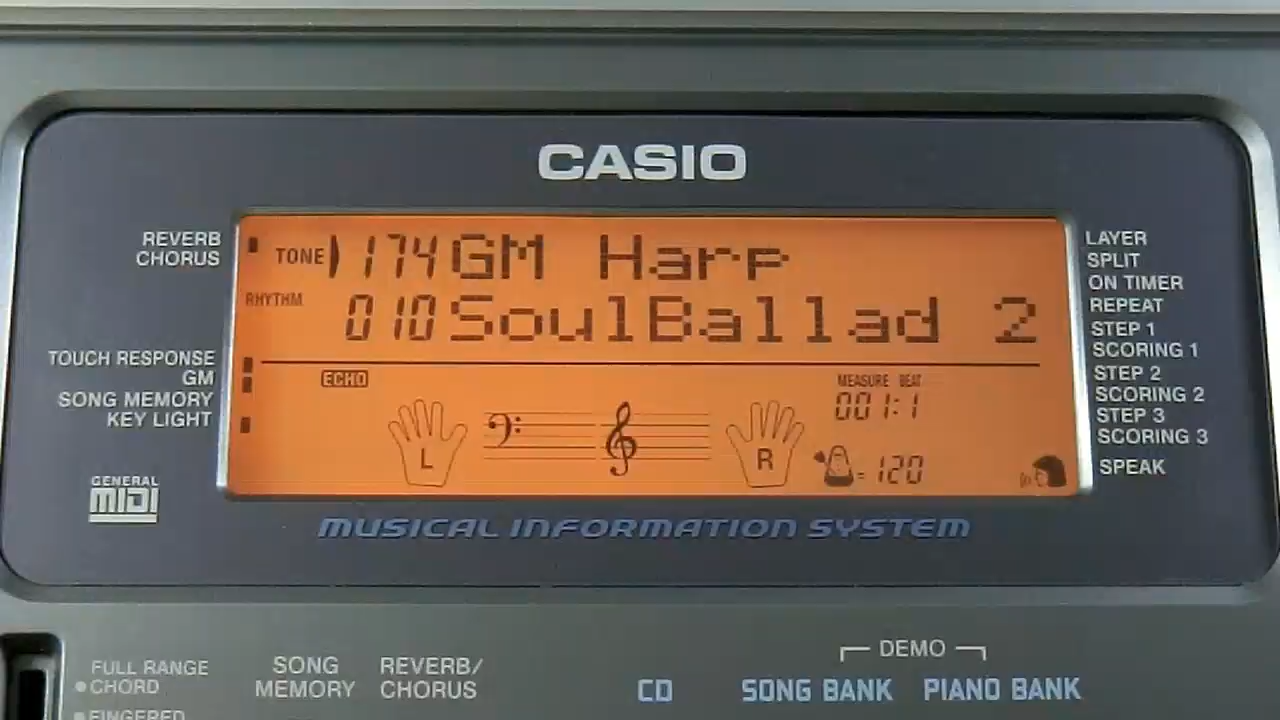 CASIO
REVERB
CHORUS
TONE 174 GM Harp
RHYTHM 010 SoulBallad 2
TOUCH RESPONSE
GM
SONG MEMORY
KEY LIGHT
ECHO
MEASURE BEAT
001:1
L
R
=120
LAYER
SPLIT
ON TIMER
REPEAT
STEP 1
SCORING 1
STEP 2
SCORING 2
STEP 3
SCORING 3
SPEAK
GENERAL
MIDI
MUSICAL INFORMATION SYSTEM
FULL RANGE
CHORD
FINGERED
SONG
MEMORY
REVERB/
CHORUS
DEMO
CD SONG BANK PIANO BANK